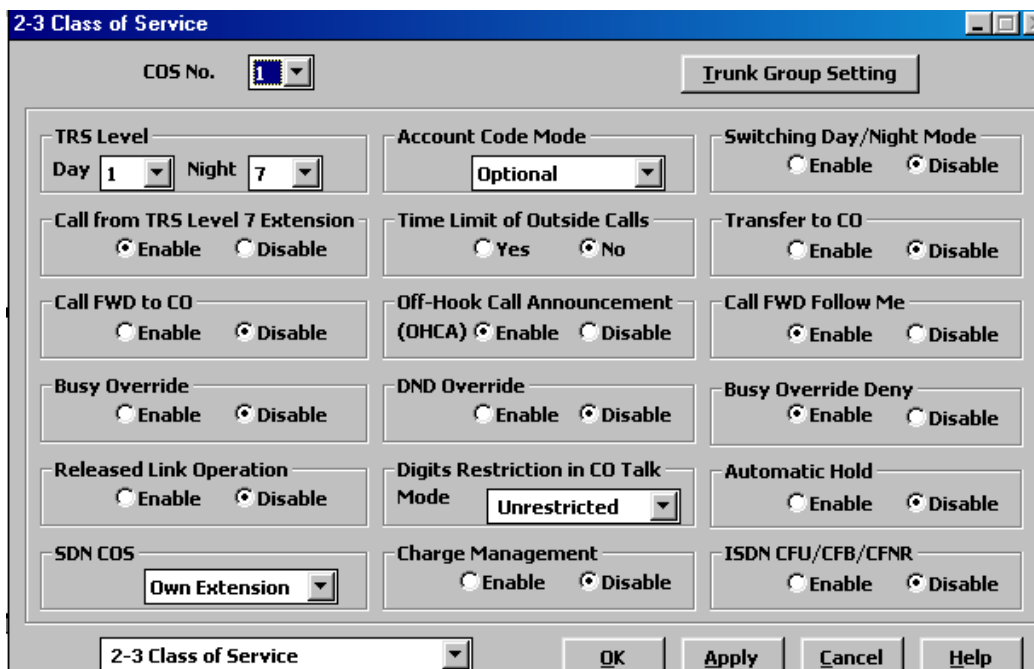 2-3 Class of Service
COS No. 1 Trunk Group Setting
TRS Level
Day 1 Night 7
Account Code Mode
Optional
Switching Day/Night Mode
Enable Disable
Call from TRS Level 7 Extension
Enable Disable
Time Limit of Outside Calls
Yes No
Transfer to CO
Enable Disable
Call FWD to CO
Enable Disable
Off-Hook Call Announcement
(OHCA) Enable Disable
Call FWD Follow Me
Enable Disable
Busy Override
Enable Disable
DND Override
Enable Disable
Busy Override Deny
Enable Disable
Released Link Operation
Enable Disable
Digits Restriction in CO Talk
Mode Unrestricted
Automatic Hold
Enable Disable
SDN COS
Own Extension
Charge Management
Enable Disable
ISDN CFU/CFB/CFNR
Enable Disable
2-3 Class of Service OK Apply Cancel Help